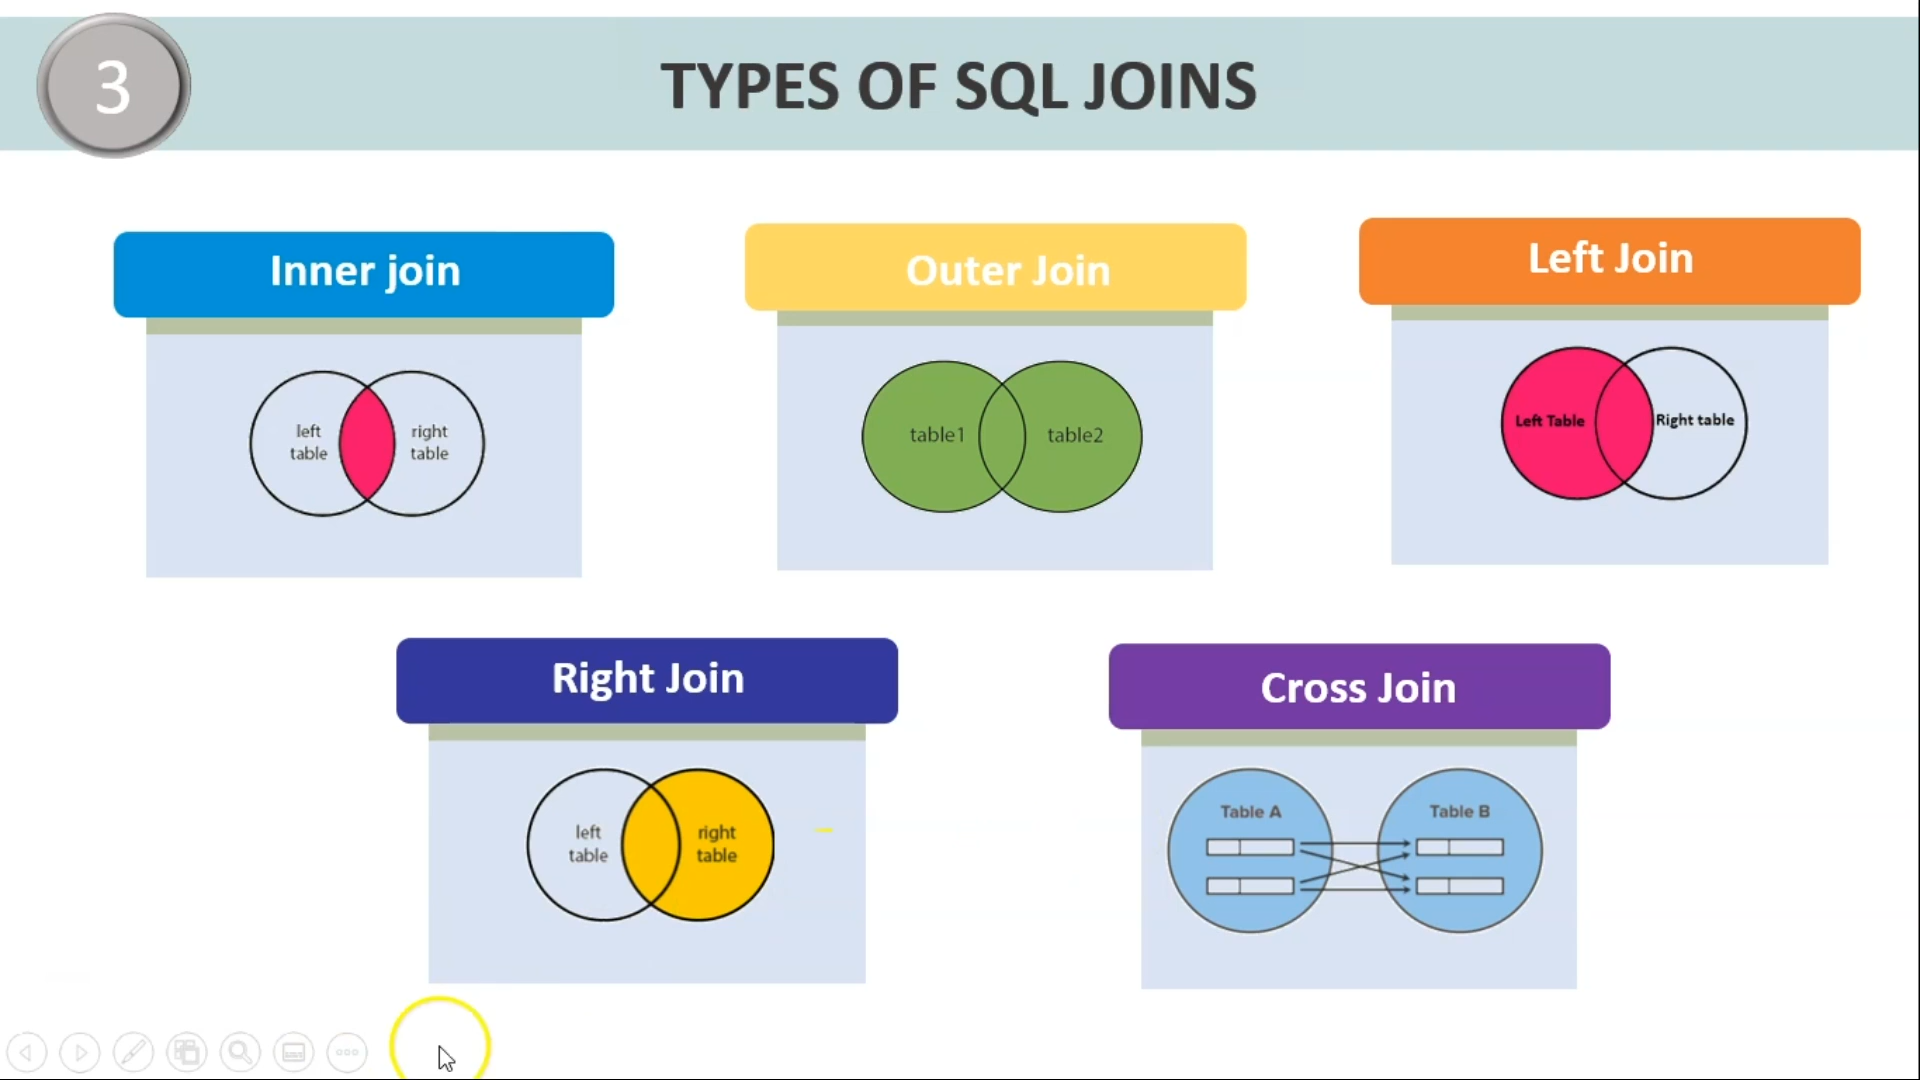 3
TYPES OF SQL JOINS
Inner join
left
table
right
table
Outer Join
table1
table2
Left Join
Left Table
Right table
Right Join
left
table
right
table
Cross Join
Table A
Table B